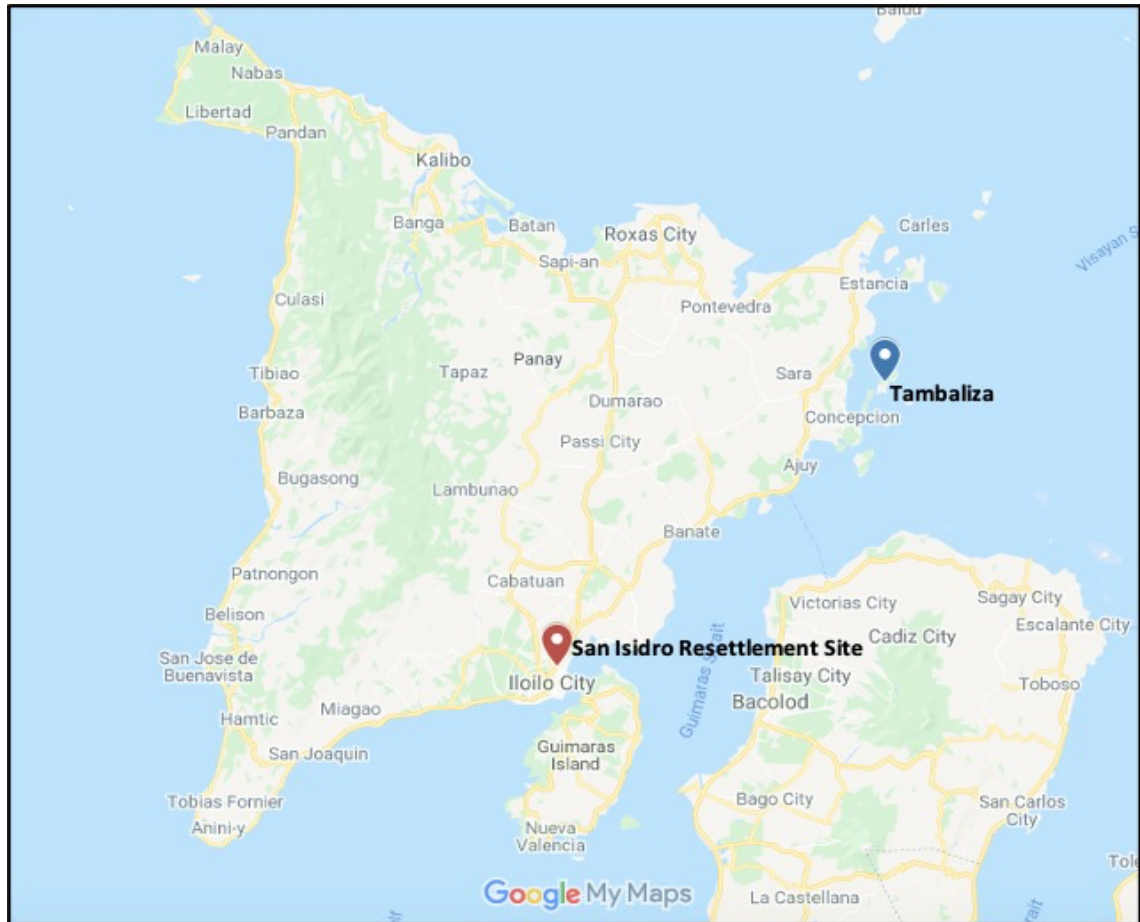 Malay
Nabas
Libertad
Pandan
Kalibo
Banga
Batan
Roxas City
Carles
Sapi-an
Estancia
Visayan S
Culasi
Pontevedra
Tibiao
Tapaz
Panay
Sara
Tambaliza
Barbaza
Dumarao
Concepcion
Passi City
Ajuy
Bugasong
Lambunao
Banate
Patnongon
Cabatuan
Belison
Victorias City
Sagay City
Cadiz City
Escalante City
San Jose de
Buenavista
San Isidro Resettlement Site
Guimaras Strait
Talisay City
Iloilo City
Bacolod
Toboso
Hamtic
Miagao
San Joaquin
Guimaras
Island
Tobias Fornier
Anini-y
Bago City
San Carlos
City
Nueva
Valencia
Google My Maps
La Castellana